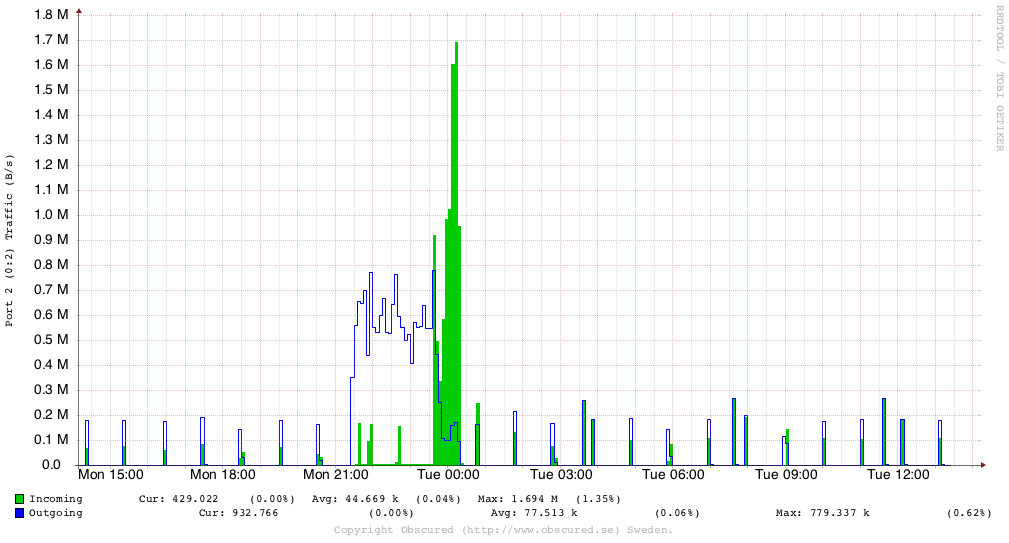 RRDTOOL / TOBI OETIKER
Port 2 (0:2) Traffic (B/s)
1.8 M
1.7 M
1.6 M
1.5 M
1.4 M
1.3 M
1.2 M
1.1 M
1.0 M
0.9 M
0.8 M
0.7 M
0.6 M
0.5 M
0.4 M
0.3 M
0.2 M
0.1 M
0.0
Mon 15:00 Mon 18:00 Mon 21:00 Tue 00:00 Tue 03:00 Tue 06:00 Tue 09:00 Tue 12:00
Incoming Cur: 429.022 (0.00%) Avg: 44.669 k (0.04%) Max: 1.694 M (1.35%)
Outgoing Cur: 932.766 (0.00%) Avg: 77.513 k (0.06%) Max: 779.337 k (0.62%)
Copyright Obscured (http://www.obscured.se) Sweden.